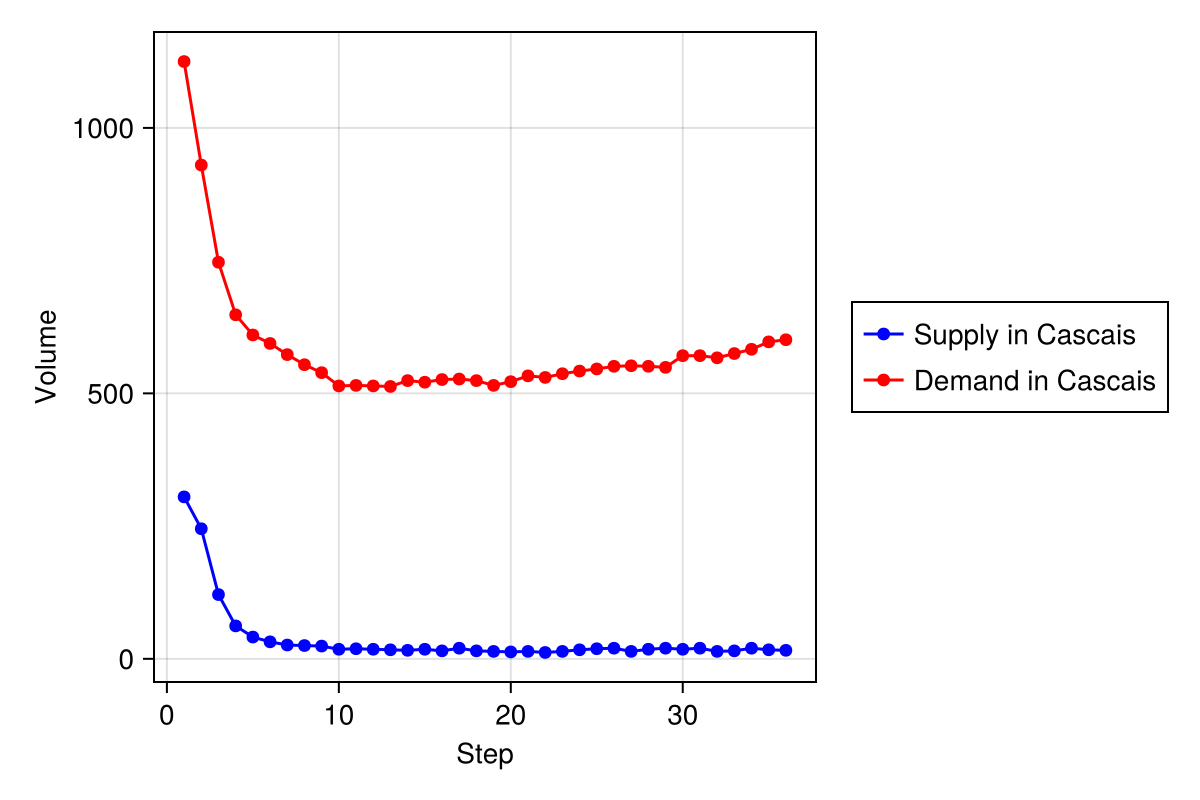 1000
500
0
0 10 20 30
Volume
Step
Supply in Cascais
Demand in Cascais